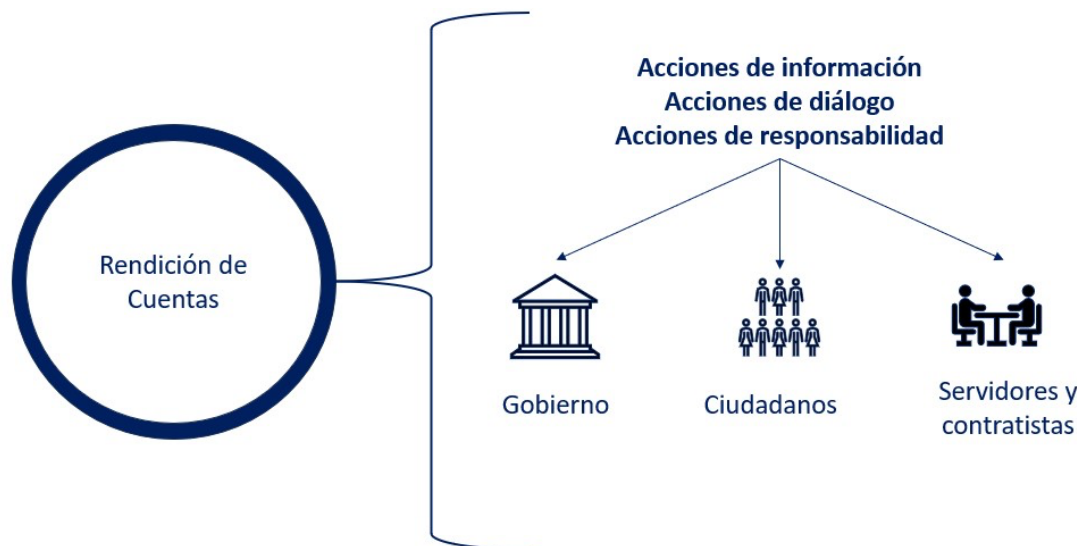 Acciones de información
Acciones de diálogo
Acciones de responsabilidad
Rendición de
Cuentas
Gobierno
Ciudadanos
Servidores y
contratistas